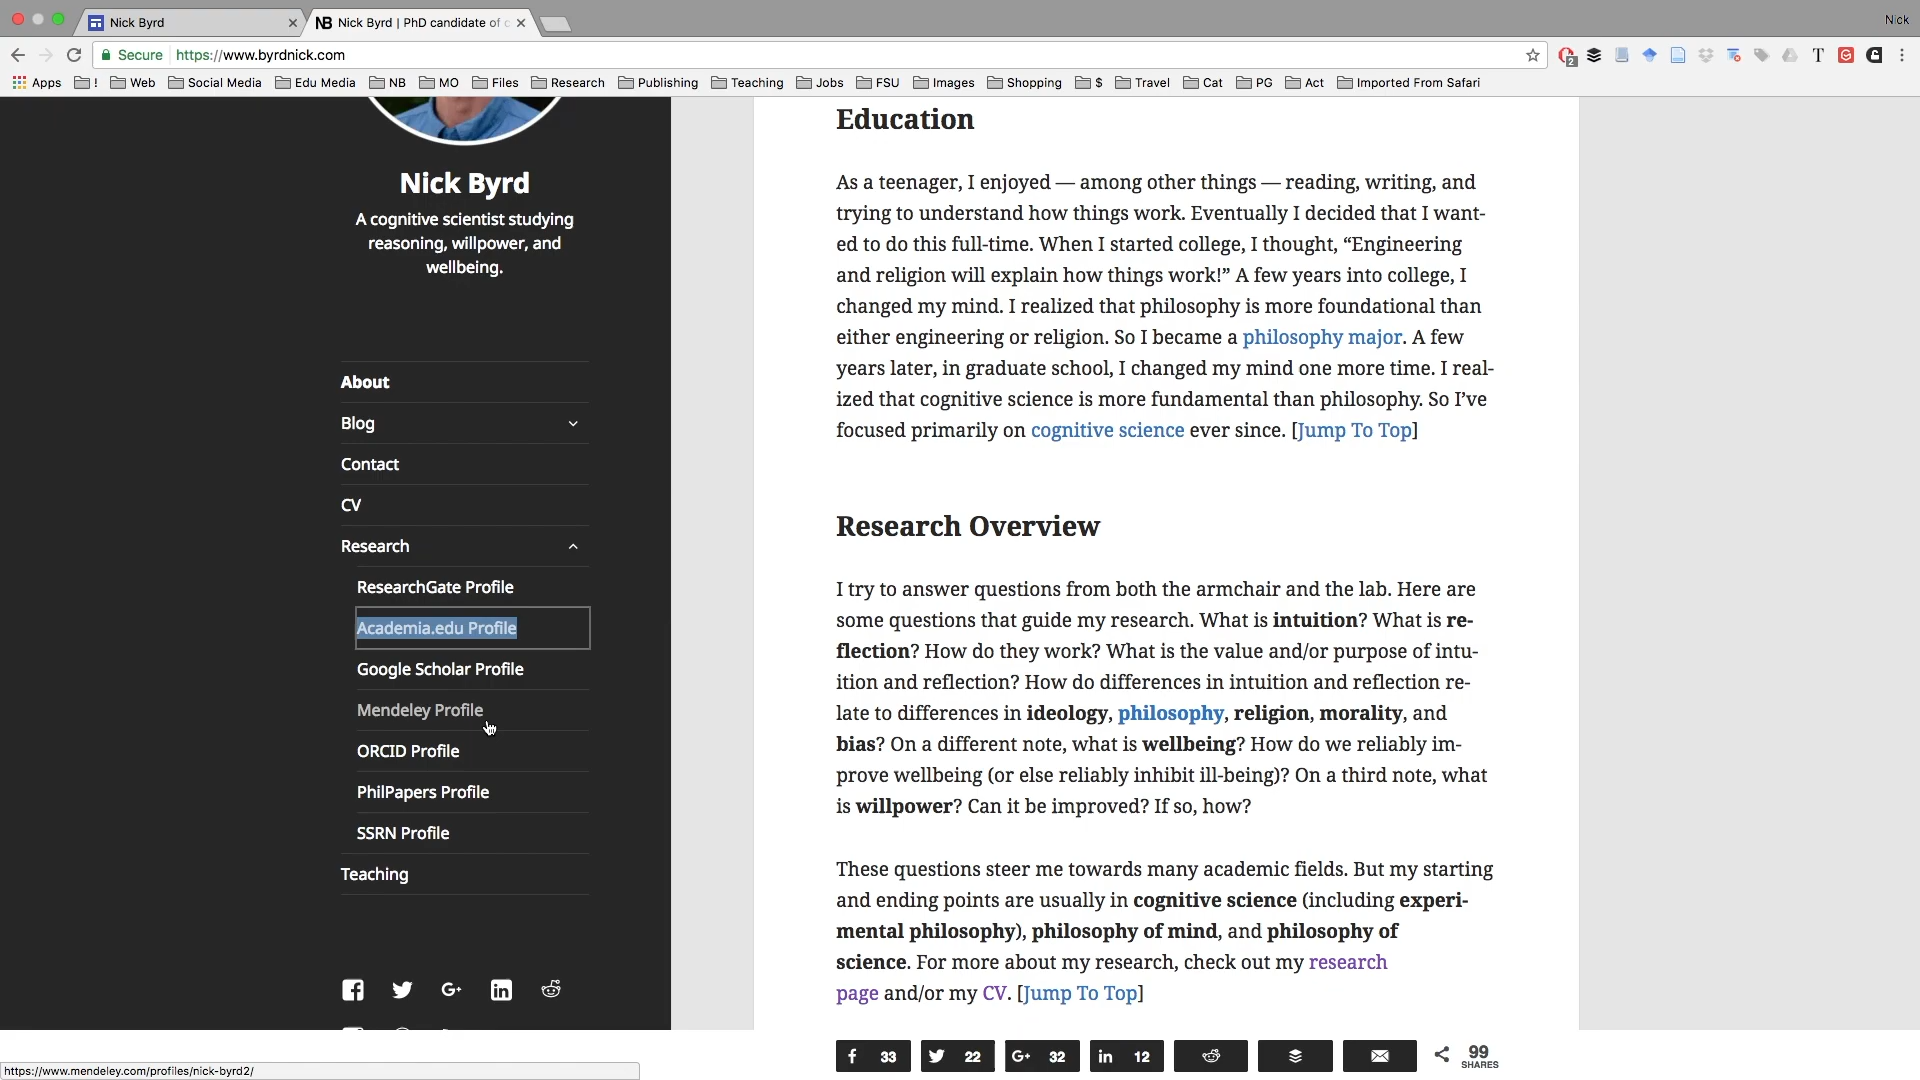 Nick Byrd
NB Nick Byrd | PhD candidate of c
Nick
Secure https://www.byrdnick.com
2
T
Apps ! Web Social Media Edu Media NB MO Files Research Publishing Teaching Jobs FSU Images Shopping $ Travel Cat PG Act Imported From Safari
Nick Byrd
A cognitive scientist studying
reasoning, willpower, and
wellbeing.
About
Blog
Contact
CV
Research
ResearchGate Profile
Academia.edu Profile
Google Scholar Profile
Mendeley Profile
ORCID Profile
PhilPapers Profile
SSRN Profile
Teaching
G+
in
Education
As a teenager, I enjoyed — among other things — reading, writing, and
trying to understand how things work. Eventually I decided that I want-
ed to do this full-time. When I started college, I thought, “Engineering
and religion will explain how things work!” A few years into college, I
changed my mind. I realized that philosophy is more foundational than
either engineering or religion. So I became a philosophy major. A few
years later, in graduate school, I changed my mind one more time. I real-
ized that cognitive science is more fundamental than philosophy. So I’ve
focused primarily on cognitive science ever since. [Jump To Top]
Research Overview
I try to answer questions from both the armchair and the lab. Here are
some questions that guide my research. What is intuition? What is re-
flection? How do they work? What is the value and/or purpose of intu-
ition and reflection? How do differences in intuition and reflection re-
late to differences in ideology, philosophy, religion, morality, and
bias? On a different note, what is wellbeing? How do we reliably im-
prove wellbeing (or else reliably inhibit ill-being)? On a third note, what
is willpower? Can it be improved? If so, how?
These questions steer me towards many academic fields. But my starting
and ending points are usually in cognitive science (including experi-
mental philosophy), philosophy of mind, and philosophy of
science. For more about my research, check out my research
page and/or my CV. [Jump To Top]
f 33 22 G+ 32 in 12 99
SHARES
https://www.mendeley.com/profiles/nick-byrd2/